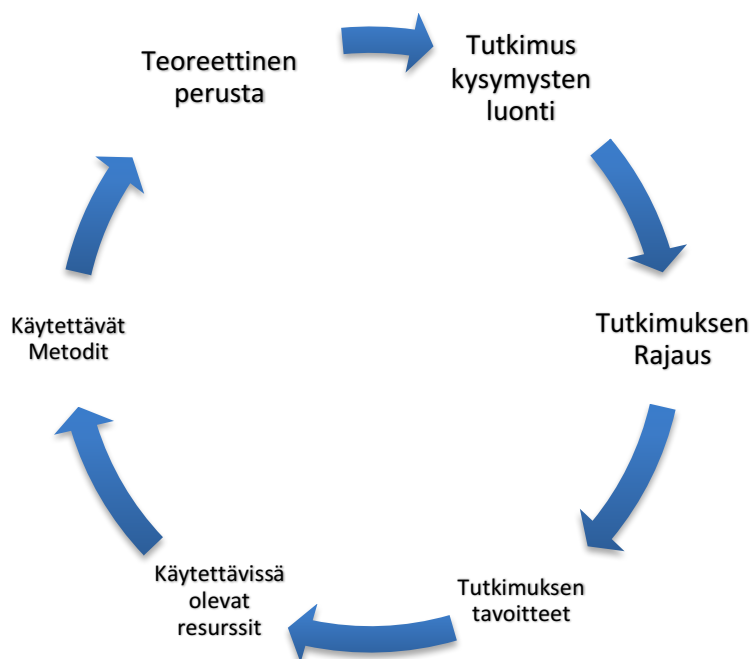 Teoreettinen
perusta
Tutkimus
kysymysten
luonti
Tutkimuksen
Rajaus
Tutkimuksen
tavoitteet
Käytettävissä
olevat
resurssit
Käytettävät
Metodit